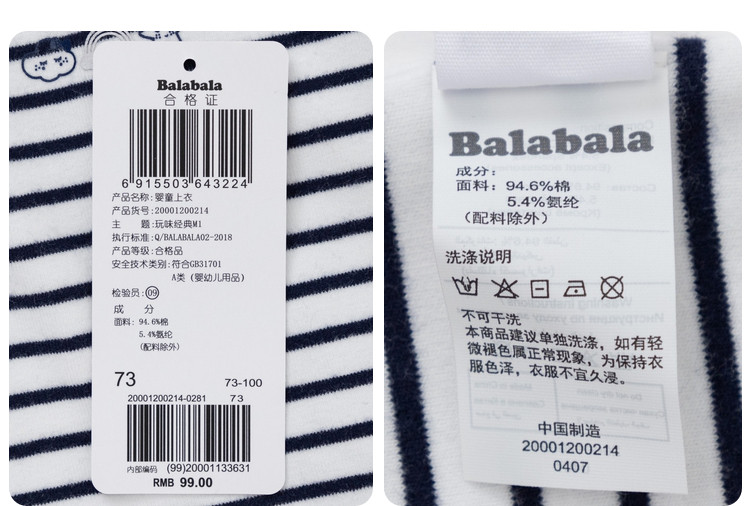 Balabala
合格证
6 915503 643224
产品名称:婴童上衣
产品货号:20001200214
主 题:玩味经典M1
执行标准:Q/BALABALA02-2018
产品等级:合格品
安全技术类别:符合GB31701
A类（婴幼儿用品）
检验员:09
成 分
面料: 94.6%棉
5.4%氨纶
（配料除外）
73 73-100
20001200214-0281 73
内部编码 (99)20001133631
RMB 99.00
Balabala
成分:
面料: 94.6%棉
5.4%氨纶
（配料除外）
洗涤说明
不可干洗
本商品建议单独洗涤，如有轻
微褪色属正常现象，为保持衣
服色泽，衣服不宜久浸。
中国制造
20001200214
0407